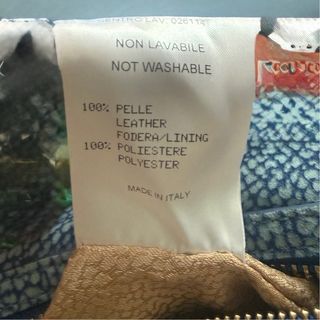 NON LAVABILE
NOT WASHABLE
100% PELLE
LEATHER
FODERA/LINING
100% POLIESTERE
POLYESTER
MADE IN ITALY